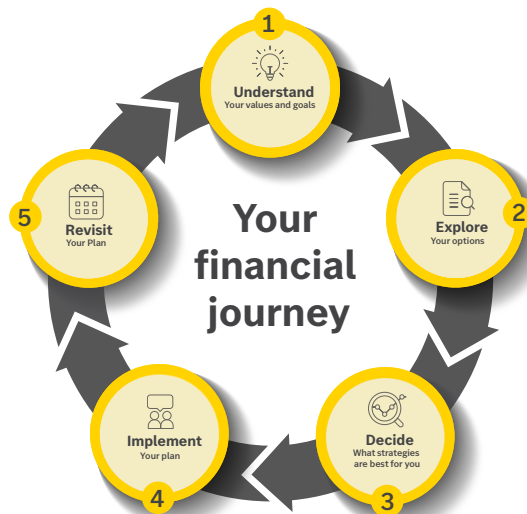 1
Understand
Your values and goals
2
Explore
Your options
3
Decide
What strategies
are best for you
4
Implement
Your plan
5
Revisit
Your Plan
Your
financial
journey